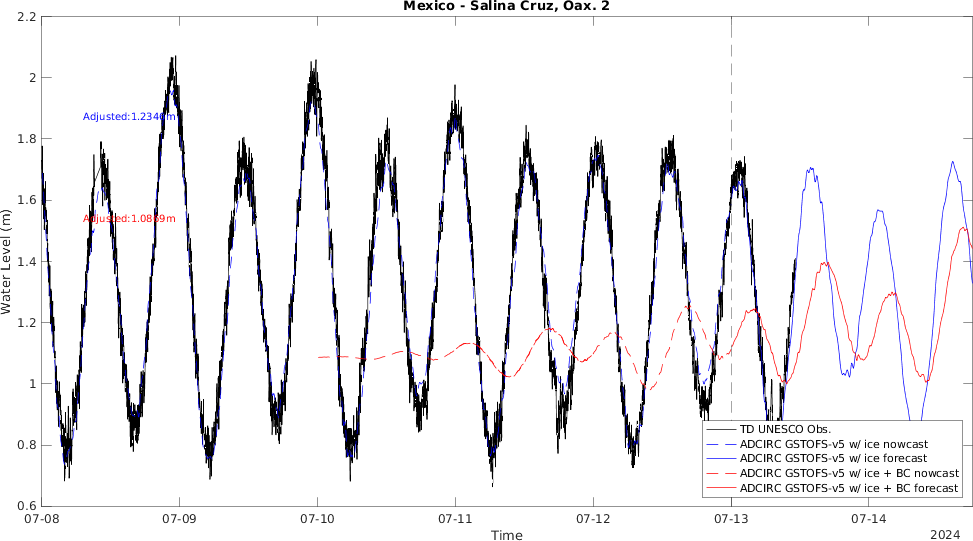 Mexico - Salina Cruz, Oax. 2
2.2
2
1.8
1.6
1.4
1.2
1
0.8
0.6
Water Level (m)
Adjusted:1.2346m
Adjusted:1.0869m
TD UNESCO Obs.
ADCIRC GSTOFS-v5 w/ ice nowcast
ADCIRC GSTOFS-v5 w/ ice forecast
ADCIRC GSTOFS-v5 w/ ice + BC nowcast
ADCIRC GSTOFS-v5 w/ ice + BC forecast
07-08 07-09 07-10 07-11 07-12 07-13 07-14
Time
2024